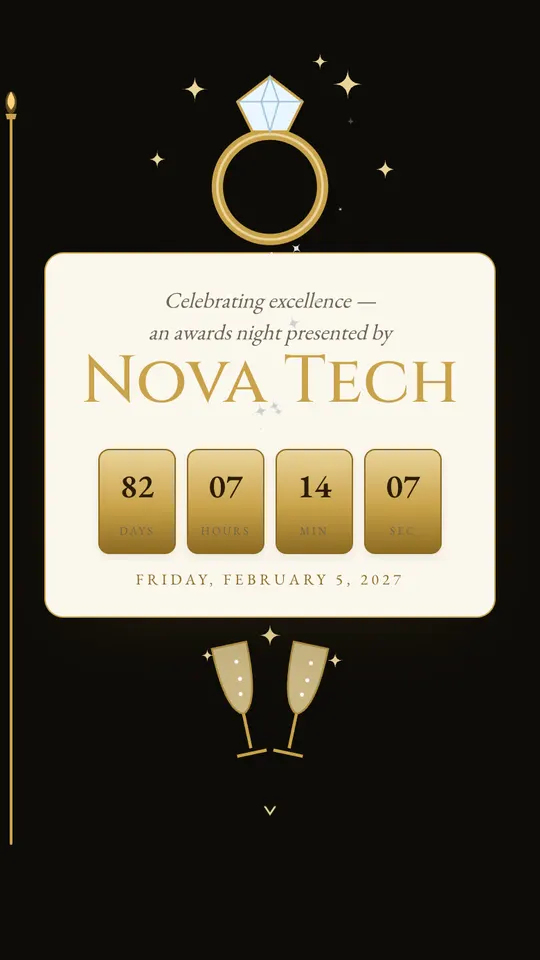 Celebrating excellence —
an awards night presented by
NOVA TECH
82 07 14 07
DAYS HOURS MIN SEC
FRIDAY, FEBRUARY 5, 2027